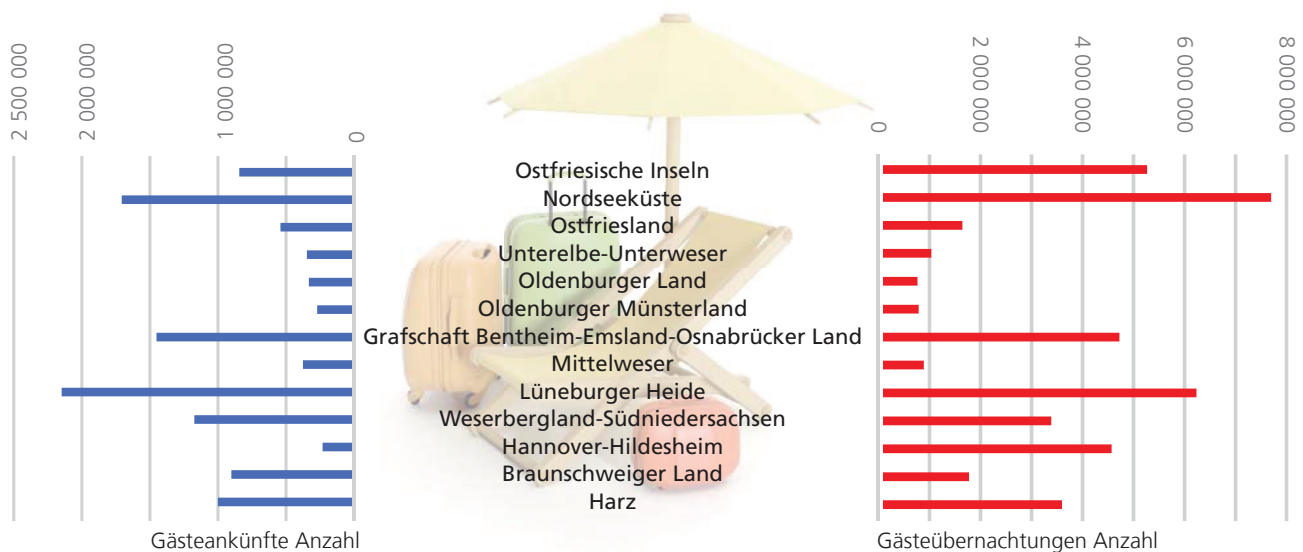 2 500 000
2 000 000
1 000 000
0
0
2 000 000
4 000 000
6 000 000
8 000 000
Ostfriesische Inseln
Nordseeküste
Ostfriesland
Unterelbe-Unterweser
Oldenburger Land
Oldenburger Münsterland
Grafschaft Bentheim-Emsland-Osnabrücker Land
Mittelweser
Lüneburger Heide
Weserbergland-Südniedersachsen
Hannover-Hildesheim
Braunschweiger Land
Harz
Gästeankünfte Anzahl
Gästeübernachtungen Anzahl